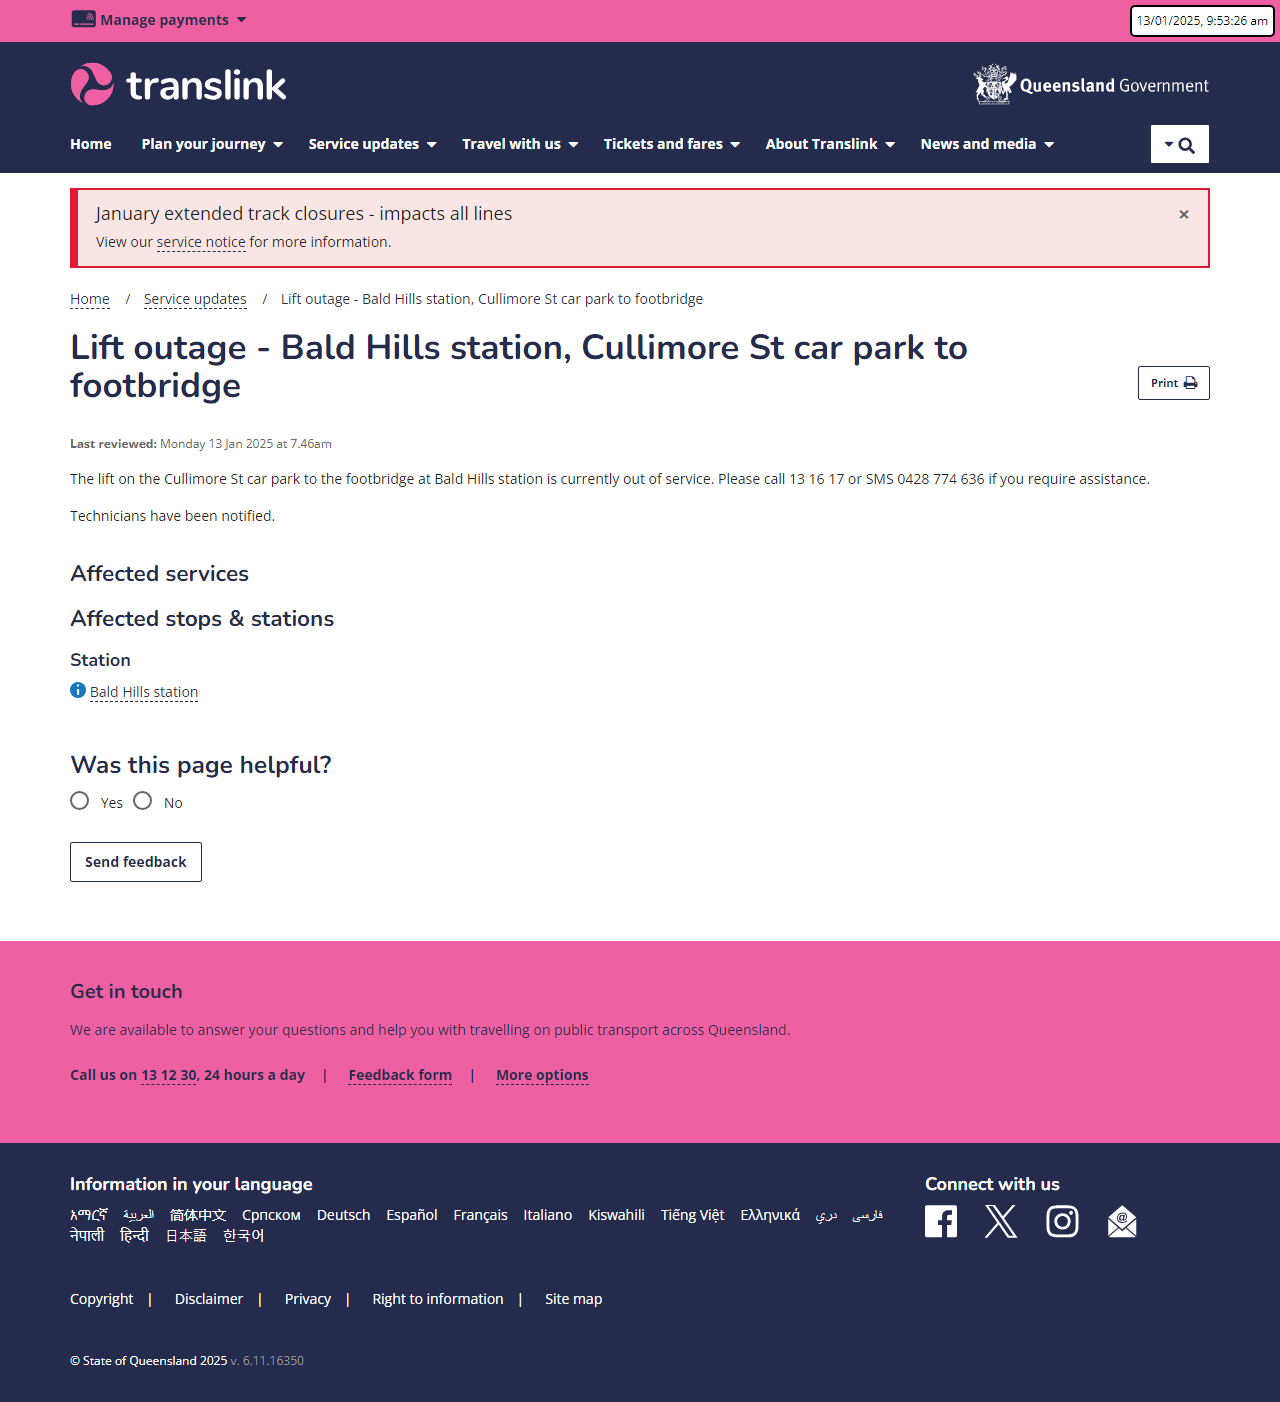 Manage payments
13/01/2025, 9:53:26 am
translink
Queensland Government
Home Plan your journey Service updates Travel with us Tickets and fares About Translink News and media
January extended track closures - impacts all lines
×
View our service notice for more information.
Home / Service updates / Lift outage - Bald Hills station, Cullimore St car park to footbridge
Lift outage - Bald Hills station, Cullimore St car park to
footbridge
Print
Last reviewed: Monday 13 Jan 2025 at 7.46am
The lift on the Cullimore St car park to the footbridge at Bald Hills station is currently out of service. Please call 13 16 17 or SMS 0428 774 636 if you require assistance.
Technicians have been notified.
Affected services
Affected stops & stations
Station
Bald Hills station
Was this page helpful?
Yes No
Send feedback
Get in touch
We are available to answer your questions and help you with travelling on public transport across Queensland.
Call us on 13 12 30, 24 hours a day | Feedback form | More options
Information in your language
Connect with us
አማርኛ العربية 简体中文 Српском Deutsch Español Français Italiano Kiswahili Tiếng Việt Ελληνικά دري فارسی
नेपाली हिन्दी 日本語 한국어
Copyright | Disclaimer | Privacy | Right to information | Site map
© State of Queensland 2025 v. 6.11.16350